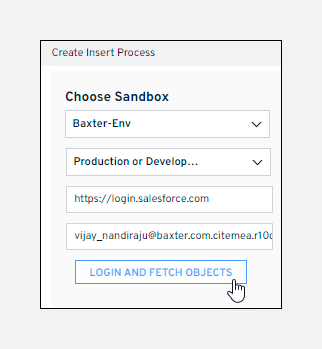 Create Insert Process
Choose Sandbox
Baxter-Env
Production or Develop...
https://login.salesforce.com
vijay_nandiraju@baxter.com.citemea.r10
LOGIN AND FETCH OBJECTS